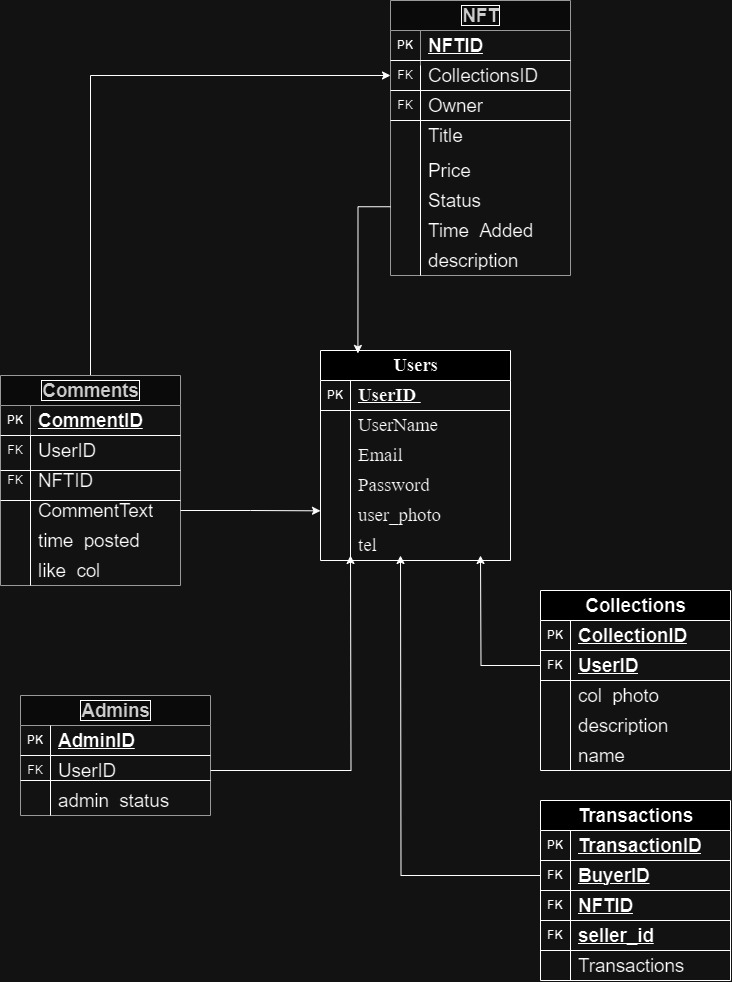 NFT
PK NFTID
FK CollectionsID
FK Owner
Title
Price
Status
Time Added
description
Users
PK UserID
UserName
Email
Password
user_photo
tel
Comments
PK CommentID
FK UserID
FK NFTID
CommentText
time posted
like col
Collections
PK CollectionID
FK UserID
col photo
description
name
Admins
PK AdminID
FK UserID
admin status
Transactions
PK TransactionID
FK BuyerID
FK NFTID
FK seller_id
Transactions